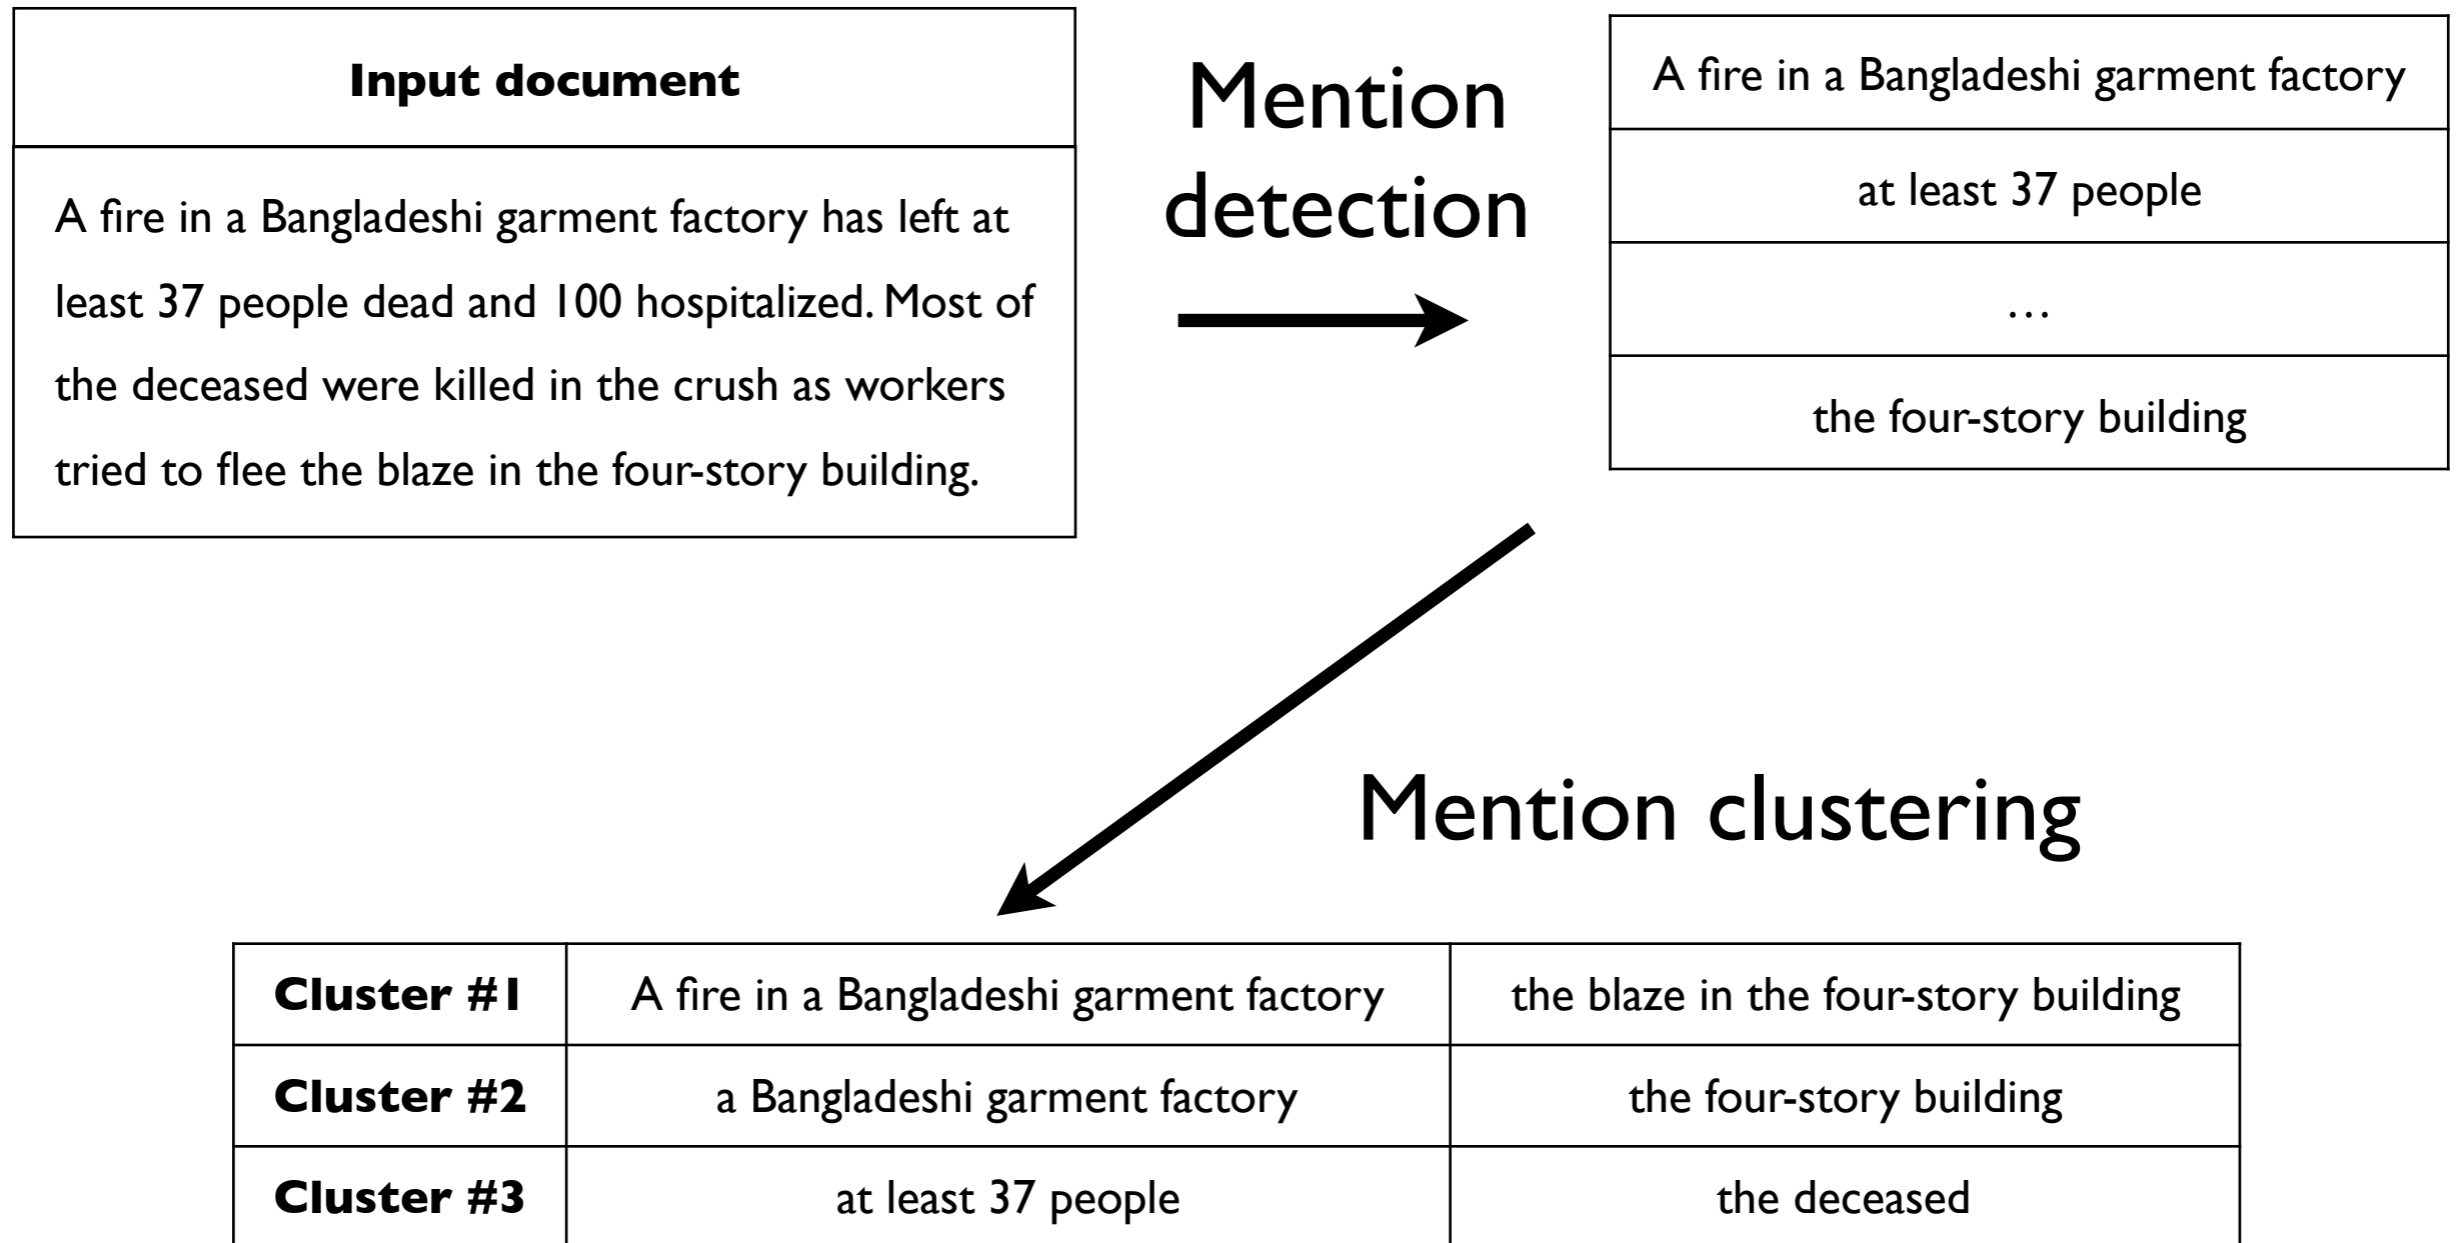 Input document
A fire in a Bangladeshi garment factory has left at
least 37 people dead and 100 hospitalized. Most of
the deceased were killed in the crush as workers
tried to flee the blaze in the four-story building.
Mention
detection
A fire in a Bangladeshi garment factory
at least 37 people
…
the four-story building
Mention clustering
Cluster #1 A fire in a Bangladeshi garment factory the blaze in the four-story building
Cluster #2 a Bangladeshi garment factory the four-story building
Cluster #3 at least 37 people the deceased